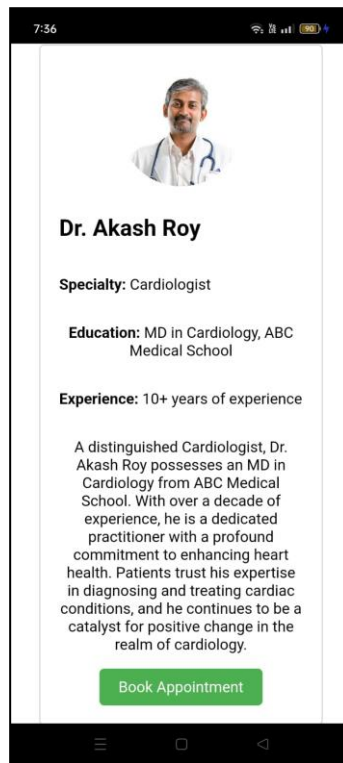 7:36
90
Dr. Akash Roy
Specialty: Cardiologist
Education: MD in Cardiology, ABC
Medical School
Experience: 10+ years of experience
A distinguished Cardiologist, Dr.
Akash Roy possesses an MD in
Cardiology from ABC Medical
School. With over a decade of
experience, he is a dedicated
practitioner with a profound
commitment to enhancing heart
health. Patients trust his expertise
in diagnosing and treating cardiac
conditions, and he continues to be a
catalyst for positive change in the
realm of cardiology.
Book Appointment